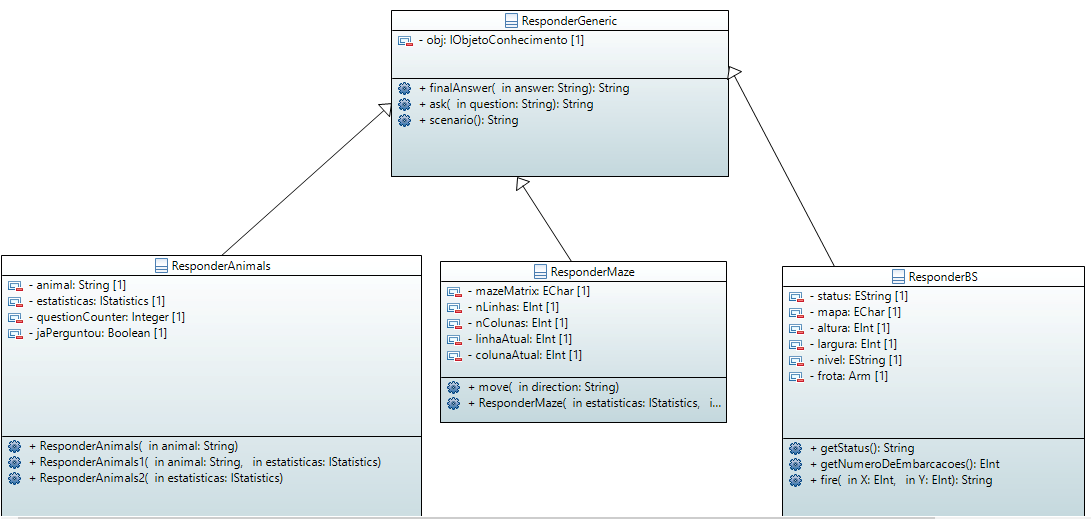 ResponderGeneric
- obj: IObjetoConhecimento [1]
+ finalAnswer( in answer: String): String
+ ask( in question: String): String
+ scenario(): String
ResponderAnimals
- animal: String [1]
- estatisticas: IStatistics [1]
- questionCounter: Integer [1]
- jaPerguntou: Boolean [1]
+ ResponderAnimals( in animal: String)
+ ResponderAnimals1( in animal: String, in estatisticas: IStatistics)
+ ResponderAnimals2( in estatisticas: IStatistics)
ResponderMaze
- mazeMatrix: EChar [1]
- nLinhas: EInt [1]
- nColunas: EInt [1]
- linhaAtual: EInt [1]
- colunaAtual: EInt [1]
+ move( in direction: String)
+ ResponderMaze( in estatisticas: IStatistics, i...
ResponderBS
- status: EString [1]
- mapa: EChar [1]
- altura: EInt [1]
- largura: EInt [1]
- nivel: EString [1]
- frota: Arm [1]
+ getStatus(): String
+ getNumeroDeEmbarcacoes(): EInt
+ fire( in X: EInt, in Y: EInt): String